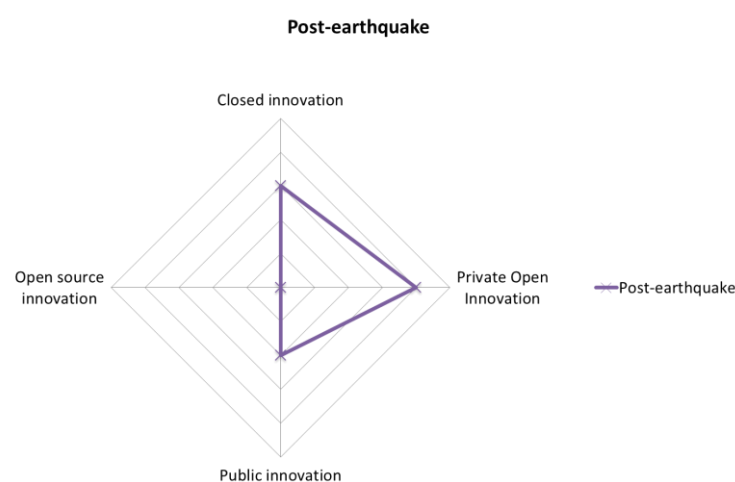 Post-earthquake
Closed innovation
Open source
innovation
Private Open
Innovation
Post-earthquake
Public innovation